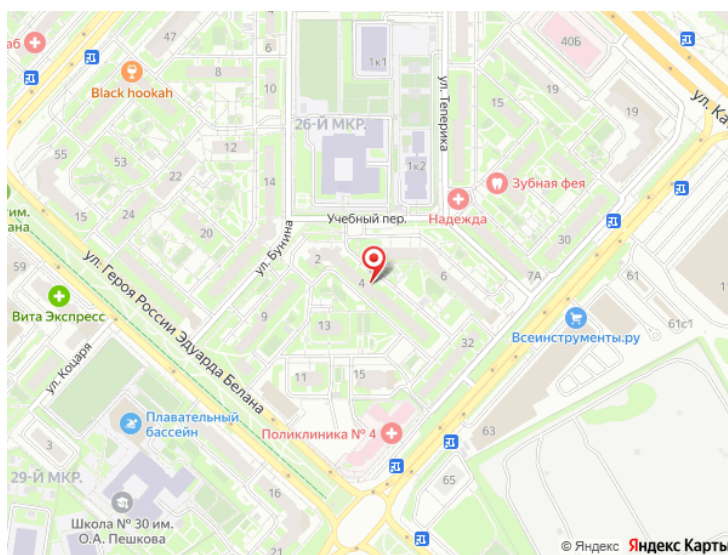 47
6
аб
8
Black hookah
10
1к1
ул. Теперика
40Б
ул. Ка
15
19
19
26-Й МКР.
12
53
55
22
14
1к2
Зубная фея
Надежда
24
20
Учебный пер.
им.
ана
ул. Бунина
30
ул. Героя России Эдуарда Белана
2
4
6
7А
61
61с1
Вита Экспресс
9
13
Всеинструменты.ру
32
ул. Коцаря
11
15
Плавательный
бассейн
Поликлиника № 4
63
3
29-Й МКР.
65
16
Школа № 30 им.
О.А. Пешкова
21
© Яндекс Яндекс Карты